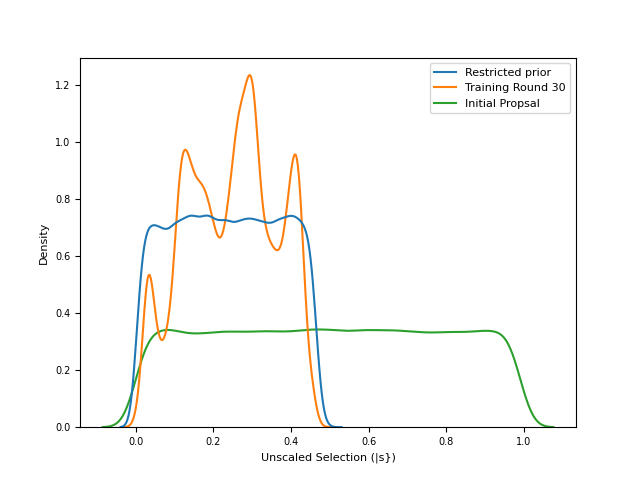 Restricted prior
Training Round 30
Initial Propsal
1.2
1.0
0.8
0.6
0.4
0.2
0.0
Density
0.0 0.2 0.4 0.6 0.8 1.0
Unscaled Selection (|s})